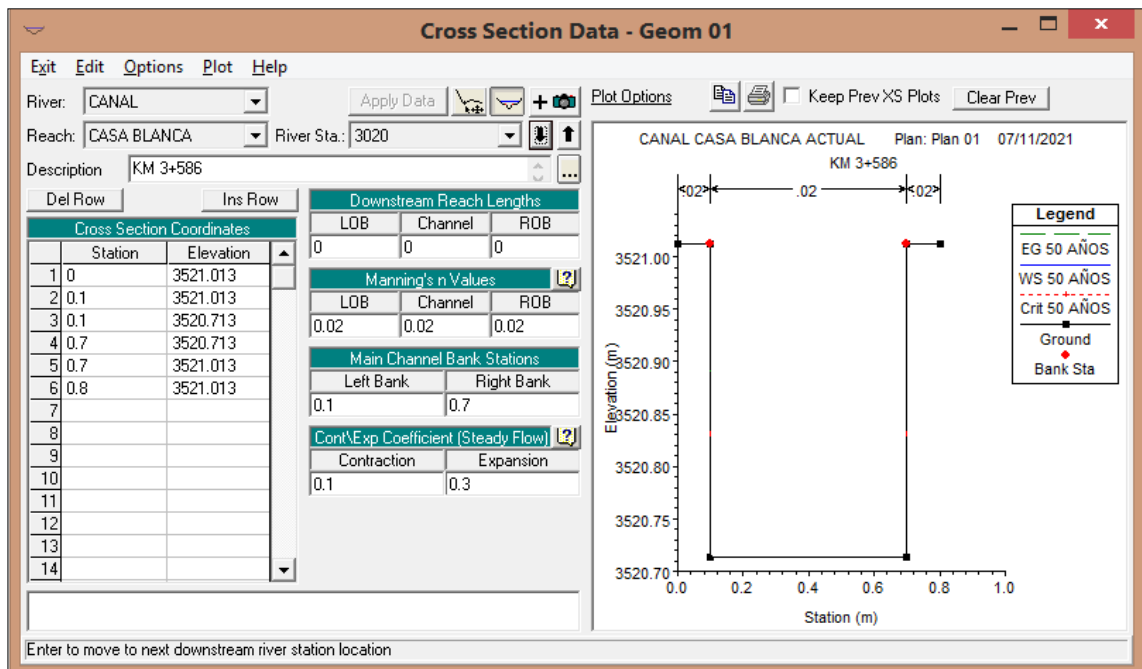 Cross Section Data - Geom 01
Exit Edit Options Plot Help
River: CANAL Apply Data Plot Options Keep Prev XS Plots Clear Prev
Reach: CASA BLANCA River Sta.: 3020
Description KM 3+586 ...
Del Row Ins Row
Cross Section Coordinates
Station Elevation
1 0 3521.013
2 0.1 3521.013
3 0.1 3520.713
4 0.7 3520.713
5 0.7 3521.013
6 0.8 3521.013
7
8
9
10
11
12
13
14
Downstream Reach Lengths
LOB Channel ROB
0 0 0
Manning's n Values
LOB Channel ROB
0.02 0.02 0.02
Main Channel Bank Stations
Left Bank Right Bank
0.1 0.7
Cont\Exp Coefficient (Steady Flow)
Contraction Expansion
0.1 0.3
CANAL CASA BLANCA ACTUAL Plan: Plan 01 07/11/2021
KM 3+586
.02 .02 .02
3521.00
3520.95
3520.90
3520.85
3520.80
3520.75
3520.70
Elevation (m)
0.0 0.2 0.4 0.6 0.8 1.0
Station (m)
Legend
EG 50 AÑOS
WS 50 AÑOS
Crit 50 AÑOS
Ground
Bank Sta
Enter to move to next downstream river station location